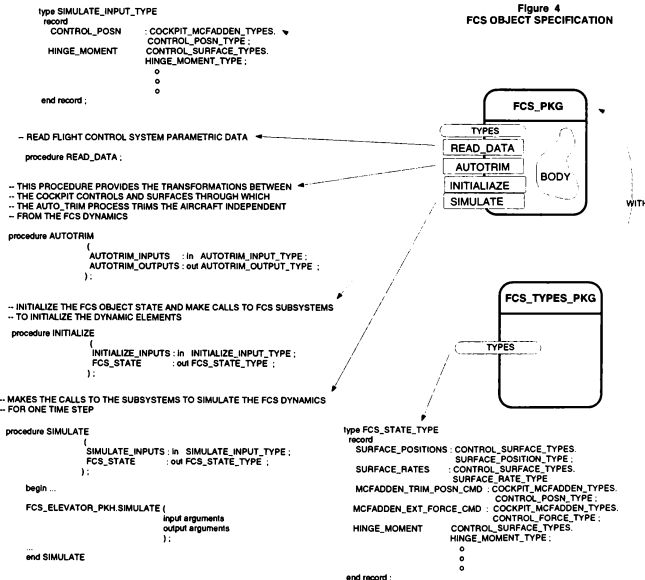 Figure 4
FCS OBJECT SPECIFICATION
type SIMULATE_INPUT_TYPE
record
CONTROL_POSN : COCKPIT_MCFADDEN_TYPES.
CONTROL_POSN_TYPE ;
HINGE_MOMENT CONTROL_SURFACE_TYPES.
HINGE_MOMENT_TYPE ;
o
o
o
end record ;
-- READ FLIGHT CONTROL SYSTEM PARAMETRIC DATA
procedure READ_DATA ;
-- THIS PROCEDURE PROVIDES THE TRANSFORMATIONS BETWEEN
-- THE COCKPIT CONTROLS AND SURFACES THROUGH WHICH
-- THE AUTO_TRIM PROCESS TRIMS THE AIRCRAFT INDEPENDENT
-- FROM THE FCS DYNAMICS
procedure AUTOTRIM
(
AUTOTRIM_INPUTS : in AUTOTRIM_INPUT_TYPE ;
AUTOTRIM_OUTPUTS : out AUTOTRIM_OUTPUT_TYPE ;
) ;
-- INITIALIZE THE FCS OBJECT STATE AND MAKE CALLS TO FCS SUBSYSTEMS
-- TO INITIALIZE THE DYNAMIC ELEMENTS
procedure INITIALIZE
(
INITIALIZE_INPUTS : in INITIALIZE_INPUT_TYPE ;
FCS_STATE : out FCS_STATE_TYPE ;
) ;
-- MAKES THE CALLS TO THE SUBSYSTEMS TO SIMULATE THE FCS DYNAMICS
-- FOR ONE TIME STEP
procedure SIMULATE
(
SIMULATE_INPUTS : in SIMULATE_INPUT_TYPE ;
FCS_STATE : out FCS_STATE_TYPE ;
) ;
begin ...
FCS_ELEVATOR_PKH.SIMULATE (
input arguments
output arguments
) ;
...
end SIMULATE
FCS_PKG
TYPES
READ_DATA
AUTOTRIM
INITIALIAZE
SIMULATE
BODY
WITH
FCS_TYPES_PKG
TYPES
type FCS_STATE_TYPE
record
SURFACE_POSITIONS : CONTROL_SURFACE_TYPES.
SURFACE_POSITION_TYPE ;
SURFACE_RATES : CONTROL_SURFACE_TYPES.
SURFACE_RATE_TYPE
MCFADDEN_TRIM_POSN_CMD : COCKPIT_MCFADDEN_TYPES.
CONTROL_POSN_TYPE ;
MCFADDEN_EXT_FORCE_CMD : COCKPIT_MCFADDEN_TYPES.
CONTROL_FORCE_TYPE ;
HINGE_MOMENT CONTROL_SURFACE_TYPES.
HINGE_MOMENT_TYPE ;
o
o
o
end record ;